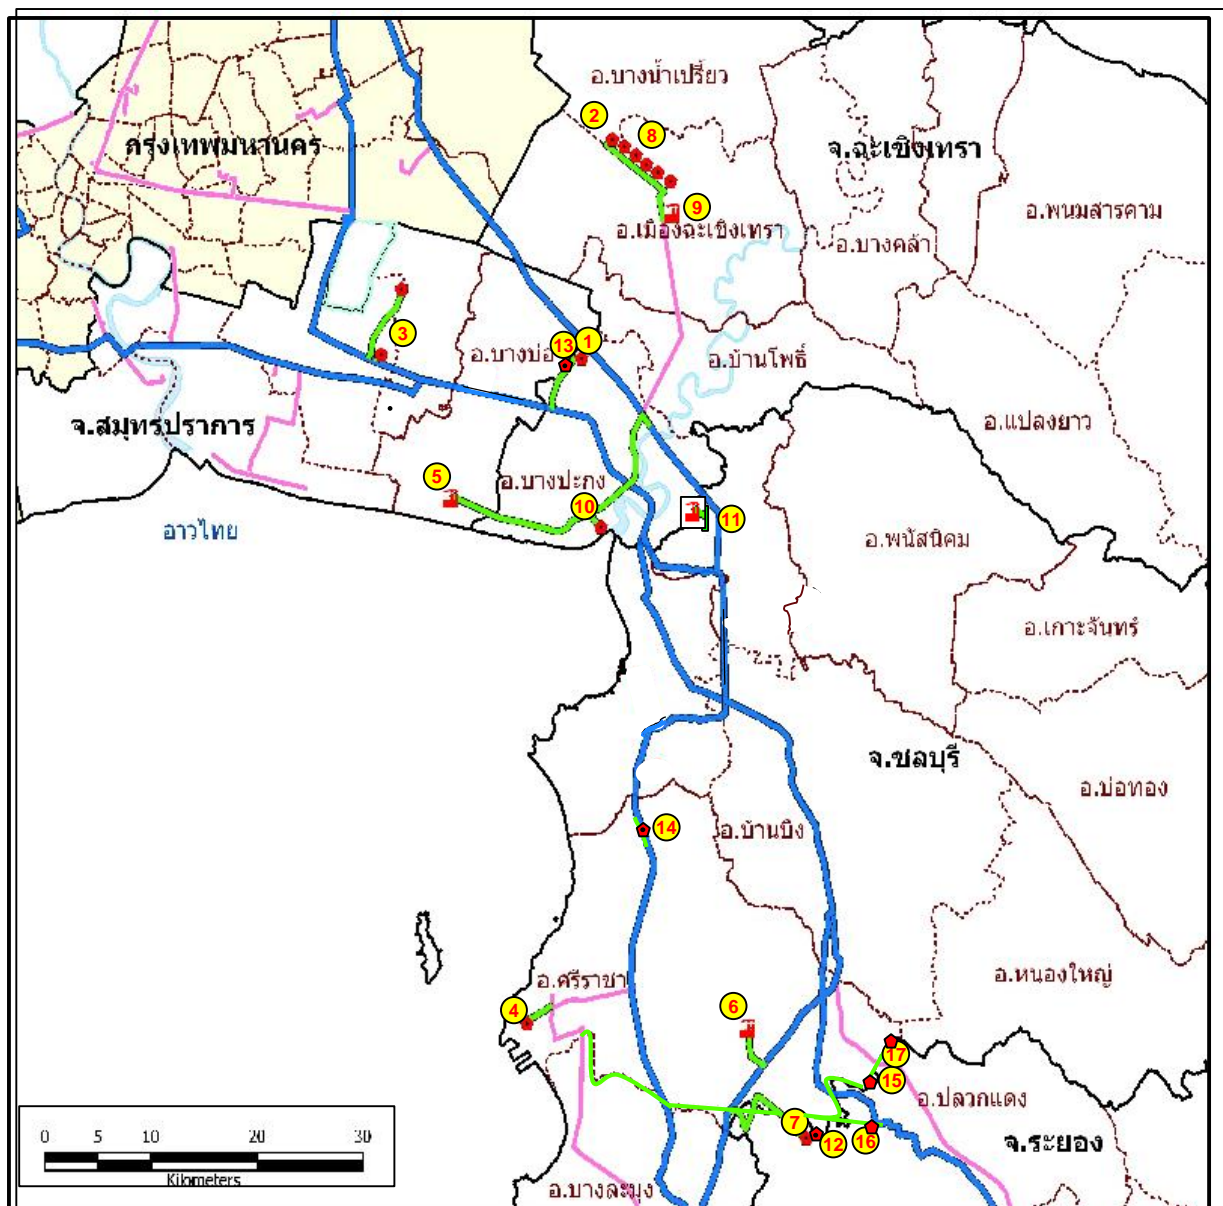 อ.บางน้ำเปรี้ยว
2
8
กรุงเทพมหานคร
จ.ฉะเชิงเทรา
9
อ.พนมสารคาม
อ.เมืองฉะเชิงเทรา
อ.บางคล้า
3
13
1
อ.บางบ่อ
อ.บ้านโพธิ์
จ.สมุทรปราการ
อ.แปลงยาว
5
อ.บางปะกง
10
11
อ่าวไทย
อ.พนัสนิคม
อ.เกาะจันทร์
จ.ชลบุรี
อ.บ่อทอง
14
อ.บ้านบึง
อ.ศรีราชา
อ.หนองใหญ่
4
6
17
15
อ.ปลวกแดง
7
12
16
จ.ระยอง
0 5 10 20 30
Kilometers
อ.บางละมุง